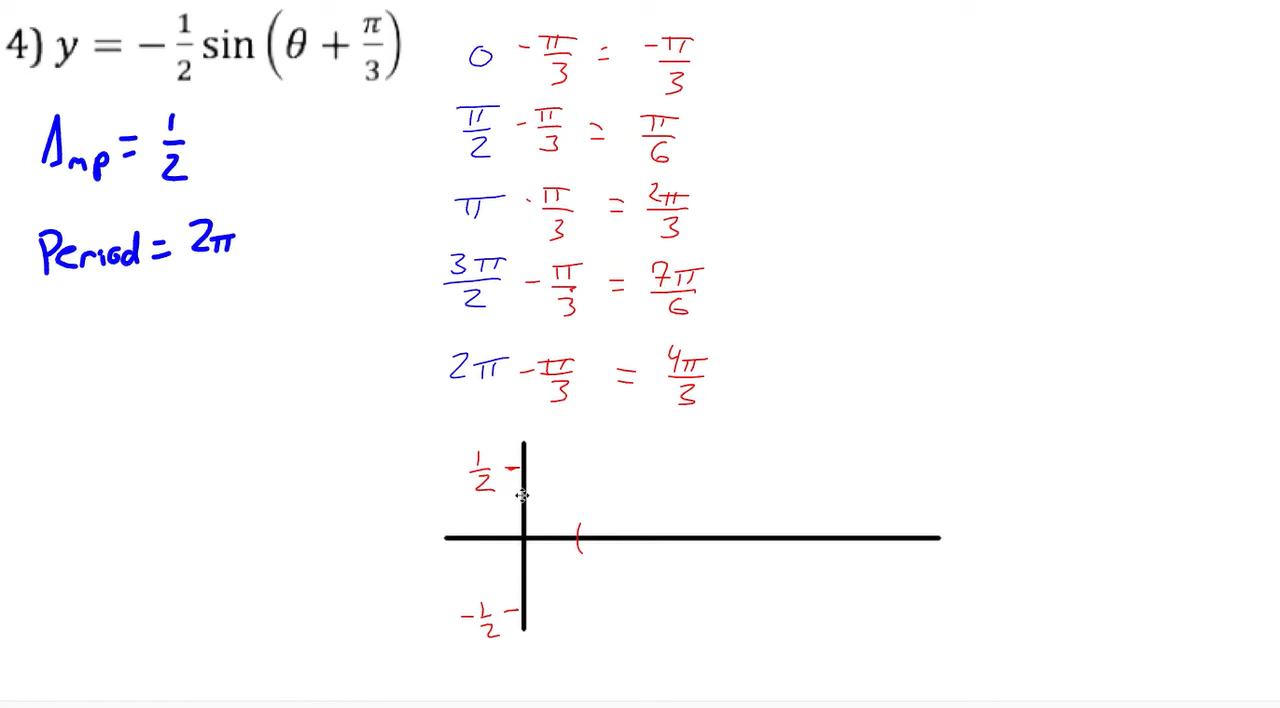 4) y = − 1/2 sin (θ + π/3)
Amp = 1/2
Period = 2π
0 - π/3 = -π/3
π/2 - π/3 = π/6
π - π/3 = 2π/3
3π/2 - π/3 = 7π/6
2π - π/3 = 4π/3
1/2
-1/2